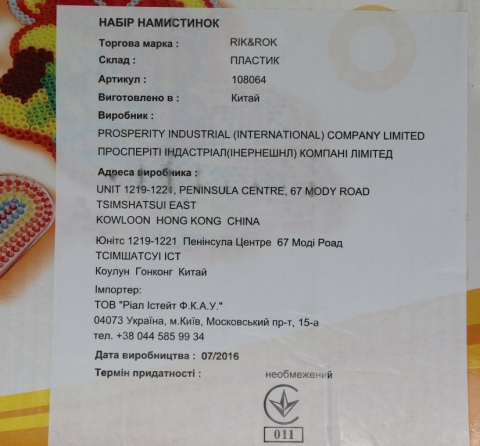 НАБІР НАМИСТИНОК
Торгова марка : RIK&ROK
Склад : ПЛАСТИК
Артикул : 108064
Виготовлено в : Китай
Виробник :
PROSPERITY INDUSTRIAL (INTERNATIONAL) COMPANY LIMITED
ПРОСПЕРІТІ ІНДАСТРІАЛ(ІНЕРНЕШНЛ) КОМПАНІ ЛІМІТЕД
Адреса виробника :
UNIT 1219-1221, PENINSULA CENTRE, 67 MODY ROAD
TSIMSHATSUI EAST
KOWLOON HONG KONG CHINA
Юнітс 1219-1221 Пенінсула Центре 67 Моді Роад
ТСІМШАТСУІ ІСТ
Коулун Гонконг Китай
Імпортер:
ТОВ "Ріал Істейт Ф.К.А.У."
04073 Україна, м.Київ, Московський пр-т, 15-а
тел. +38 044 585 99 34
Дата виробництва : 07/2016
Термін придатності : необмежений
011